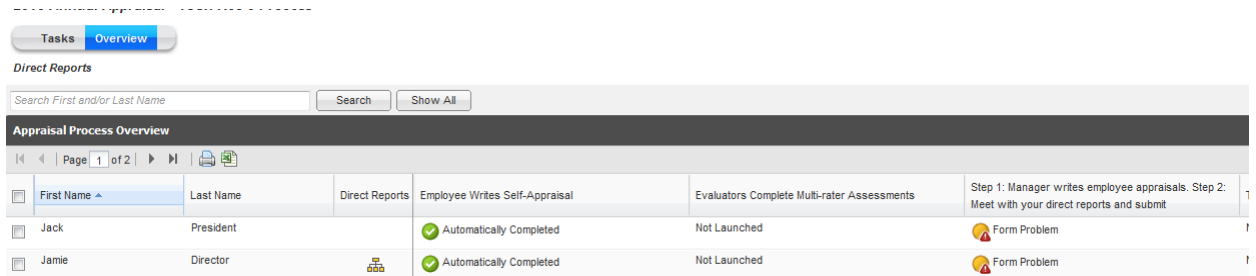 Tasks Overview
Direct Reports
Search First and/or Last Name Search Show All
Appraisal Process Overview
Page 1 of 2
First Name Last Name Direct Reports Employee Writes Self-Appraisal Evaluators Complete Multi-rater Assessments Step 1: Manager writes employee appraisals. Step 2:
Meet with your direct reports and submit
Jack President Automatically Completed Not Launched Form Problem
Jamie Director Automatically Completed Not Launched Form Problem